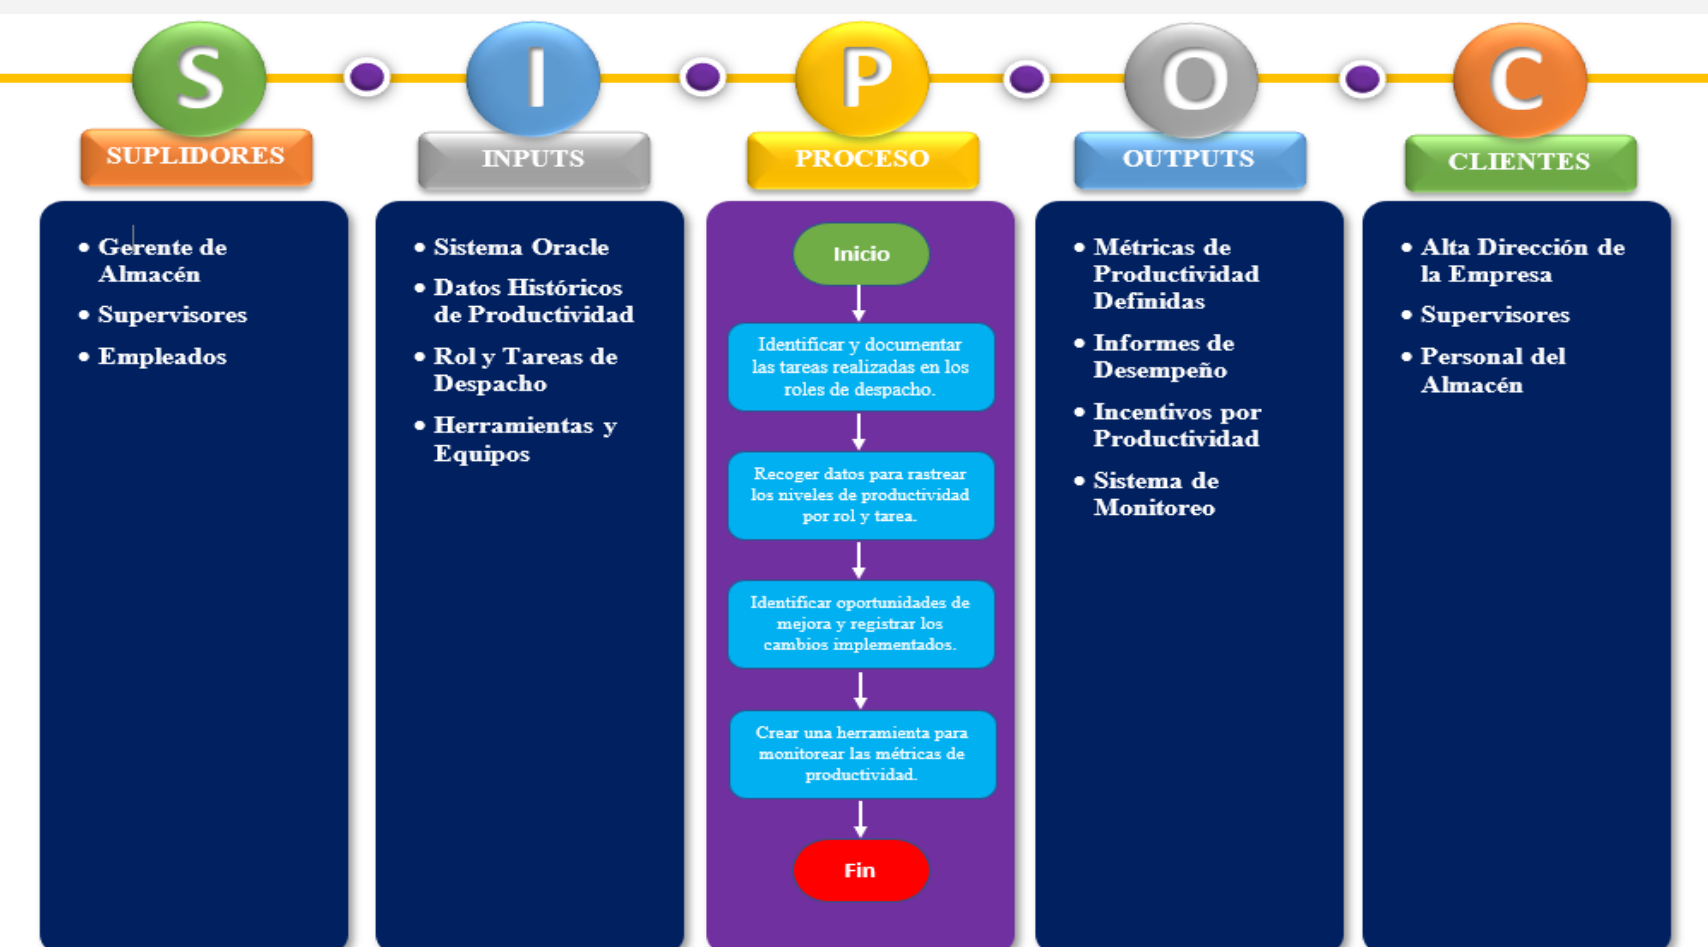 S
I
P
O
C
SUPLIDORES
INPUTS
PROCESO
OUTPUTS
CLIENTES
• Gerente de
Almacén
• Supervisores
• Empleados
• Sistema Oracle
• Datos Históricos
de Productividad
• Rol y Tareas de
Despacho
• Herramientas y
Equipos
Inicio
Identificar y documentar
las tareas realizadas en los
roles de despacho.
Recoger datos para rastrear
los niveles de productividad
por rol y tarea.
Identificar oportunidades de
mejora y registrar los
cambios implementados.
Crear una herramienta para
monitorear las métricas de
productividad.
Fin
• Métricas de
Productividad
Definidas
• Informes de
Desempeño
• Incentivos por
Productividad
• Sistema de
Monitoreo
• Alta Dirección de
la Empresa
• Supervisores
• Personal del
Almacén